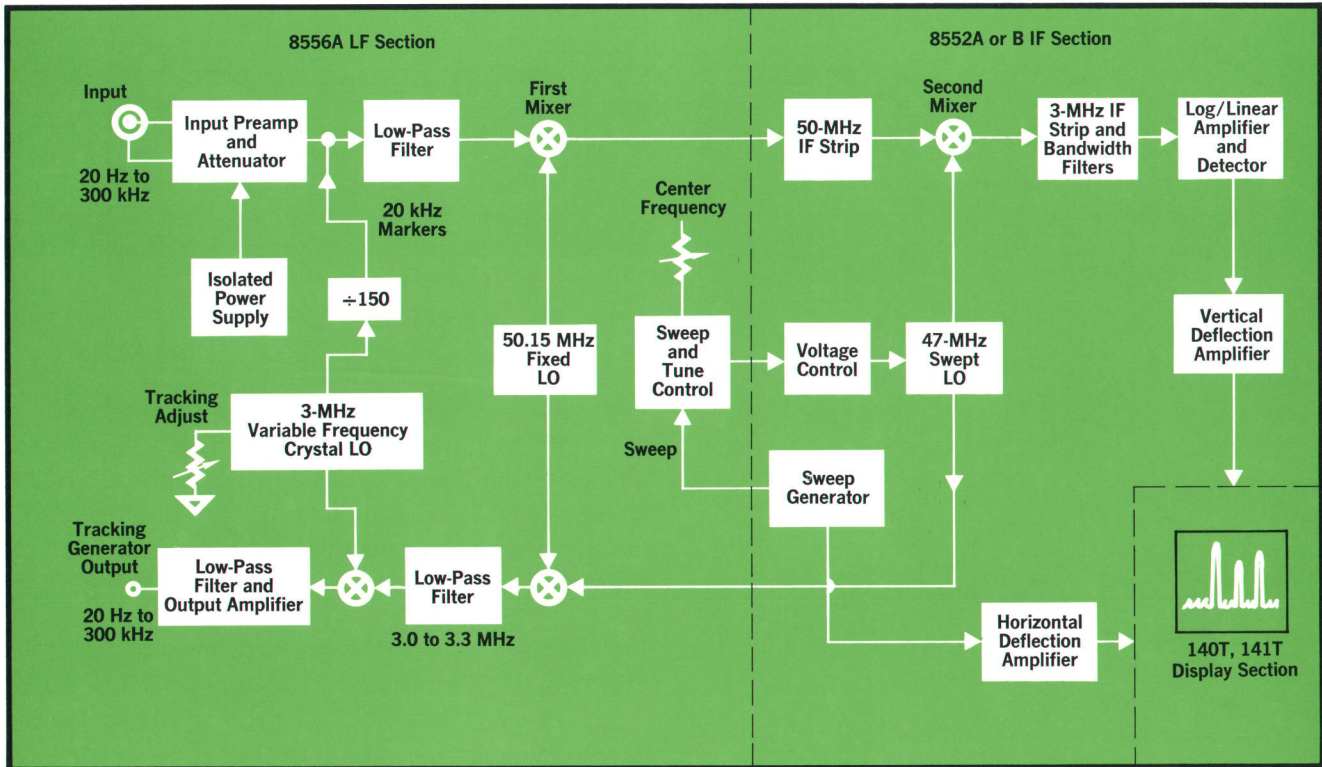 8556A LF Section
8552A or B IF Section
Input
20 Hz to
300 kHz
Input Preamp
and
Attenuator
Low-Pass
Filter
First
Mixer
50-MHz
IF Strip
Second
Mixer
3-MHz IF
Strip and
Bandwidth
Filters
Log/Linear
Amplifier
and
Detector
20 kHz
Markers
Center
Frequency
Isolated
Power
Supply
÷150
50.15 MHz
Fixed
LO
Sweep
and
Tune
Control
Voltage
Control
47-MHz
Swept
LO
Vertical
Deflection
Amplifier
Tracking
Adjust
3-MHz
Variable Frequency
Crystal LO
Sweep
Sweep
Generator
Tracking
Generator
Output
20 Hz to
300 kHz
Low-Pass
Filter and
Output Amplifier
Low-Pass
Filter
3.0 to 3.3 MHz
Horizontal
Deflection
Amplifier
140T, 141T
Display Section